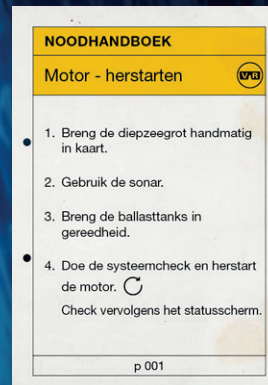 NOODHANDBOEK
Motor - herstarten
VR
1. Breng de diepzeegrot handmatig
in kaart.
2. Gebruik de sonar.
3. Breng de ballasttanks in
gereedheid.
4. Doe de systeemcheck en herstart
de motor.
Check vervolgens het statusscherm.
p 001